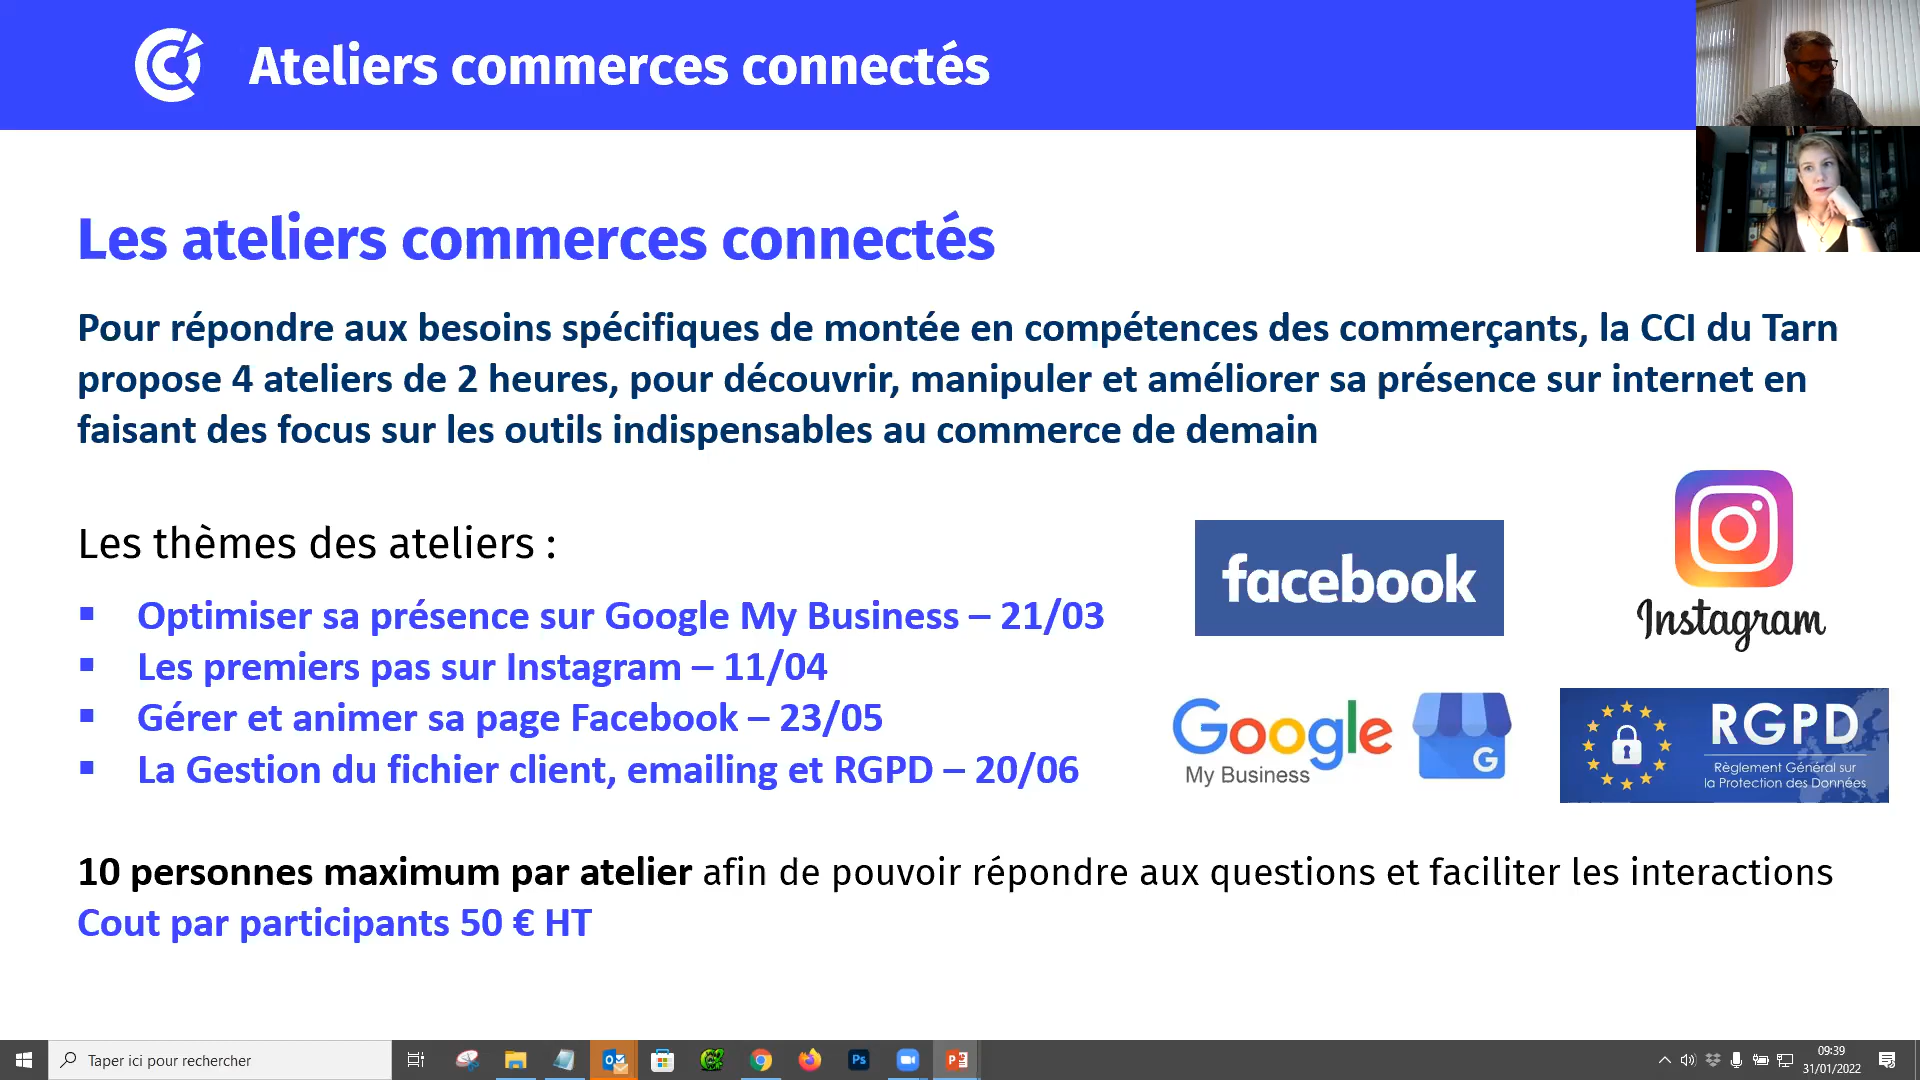 Ateliers commerces connectés
Les ateliers commerces connectés
Pour répondre aux besoins spécifiques de montée en compétences des commerçants, la CCI du Tarn
propose 4 ateliers de 2 heures, pour découvrir, manipuler et améliorer sa présence sur internet en
faisant des focus sur les outils indispensables au commerce de demain
Les thèmes des ateliers :
▪ Optimiser sa présence sur Google My Business – 21/03
▪ Les premiers pas sur Instagram – 11/04
▪ Gérer et animer sa page Facebook – 23/05
▪ La Gestion du fichier client, emailing et RGPD – 20/06
facebook
Instagram
Google
My Business
G
RGPD
Règlement Général sur
la Protection des Données
10 personnes maximum par atelier afin de pouvoir répondre aux questions et faciliter les interactions
Cout par participants 50 € HT
Taper ici pour rechercher
Ps
09:39
31/01/2022